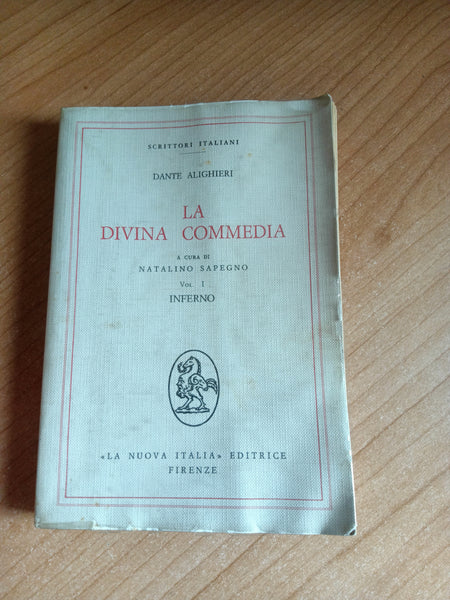 SCRITTORI ITALIANI
DANTE ALIGHIERI
LA
DIVINA COMMEDIA
A CURA DI
NATALINO SAPEGNO
VOL. I
INFERNO
«LA NUOVA ITALIA» EDITRICE
FIRENZE